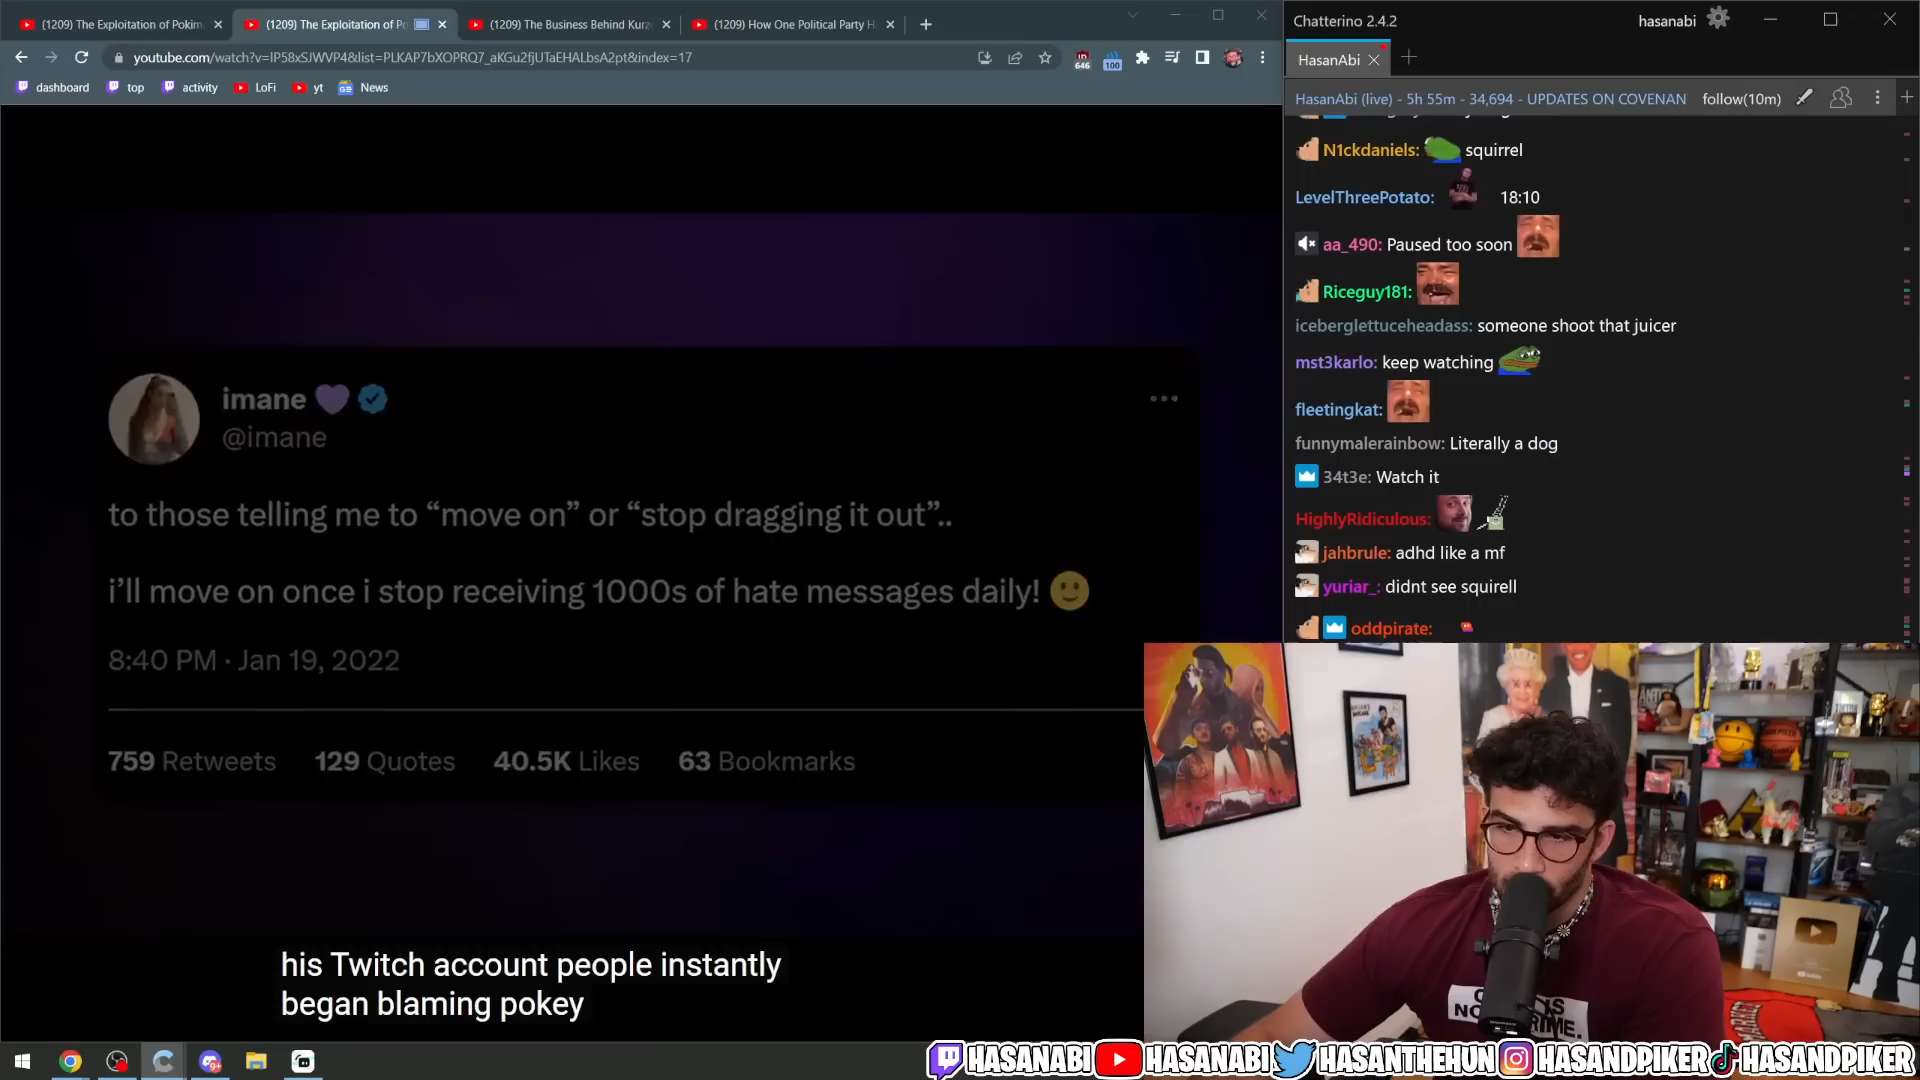 (1209) The Exploitation of Pokim
(1209) The Exploitation of Po
(1209) The Business Behind Kurz
(1209) How One Political Party H
youtube.com/watch?v=IP58xSJWVP4&list=PLKAP7bXOPRQ7_aKGu2fjUTaEHALbsA2pt&index=17
646
100
dashboard
top
activity
LoFi
yt
News
imane
@imane
to those telling me to “move on” or “stop dragging it out”..
i’ll move on once i stop receiving 1000s of hate messages daily!
8:40 PM · Jan 19, 2022
759 Retweets 129 Quotes 40.5K Likes 63 Bookmarks
his Twitch account people instantly
began blaming pokey
Chatterino 2.4.2
hasanabi
HasanAbi
HasanAbi (live) - 5h 55m - 34,694 - UPDATES ON COVENAN
follow(10m)
N1ckdaniels: squirrel
LevelThreePotato: 18:10
aa_490: Paused too soon
Riceguy181:
iceberglettuceheadass: someone shoot that juicer
mst3karlo: keep watching
fleetingkat:
funnymalerainbow: Literally a dog
34t3e: Watch it
HighlyRidiculous:
jahbrule: adhd like a mf
yuriar_: didnt see squirell
oddpirate:
HASANABI HASANABI HASANTHEHUN HASANDPIKER HASANDPIKER